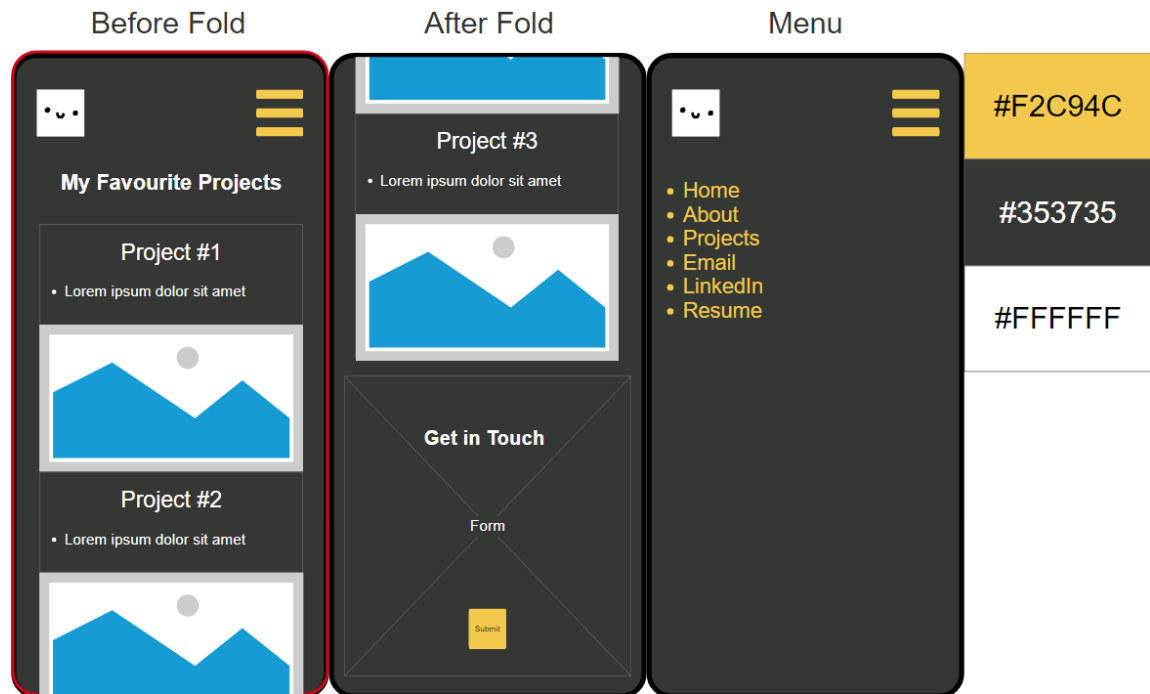 Before Fold
My Favourite Projects
Project #1
• Lorem ipsum dolor sit amet
Project #2
• Lorem ipsum dolor sit amet
After Fold
Project #3
• Lorem ipsum dolor sit amet
Get in Touch
Form
Submit
Menu
• Home
• About
• Projects
• Email
• LinkedIn
• Resume
#F2C94C
#353735
#FFFFFF